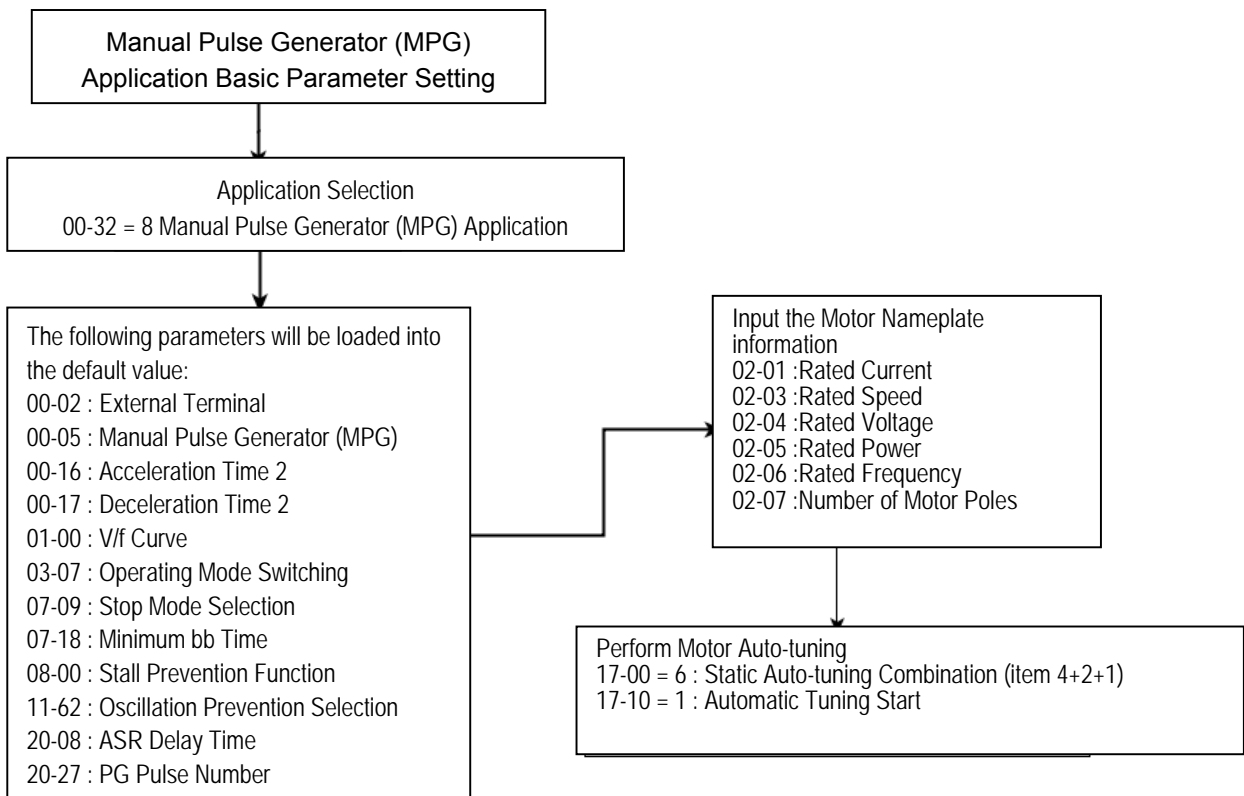 Manual Pulse Generator (MPG)
Application Basic Parameter Setting
Application Selection
00-32 = 8 Manual Pulse Generator (MPG) Application
The following parameters will be loaded into
the default value:
00-02 : External Terminal
00-05 : Manual Pulse Generator (MPG)
00-16 : Acceleration Time 2
00-17 : Deceleration Time 2
01-00 : V/f Curve
03-07 : Operating Mode Switching
07-09 : Stop Mode Selection
07-18 : Minimum bb Time
08-00 : Stall Prevention Function
11-62 : Oscillation Prevention Selection
20-08 : ASR Delay Time
20-27 : PG Pulse Number
Input the Motor Nameplate
information
02-01 :Rated Current
02-03 :Rated Speed
02-04 :Rated Voltage
02-05 :Rated Power
02-06 :Rated Frequency
02-07 :Number of Motor Poles
Perform Motor Auto-tuning
17-00 = 6 : Static Auto-tuning Combination (item 4+2+1)
17-10 = 1 : Automatic Tuning Start